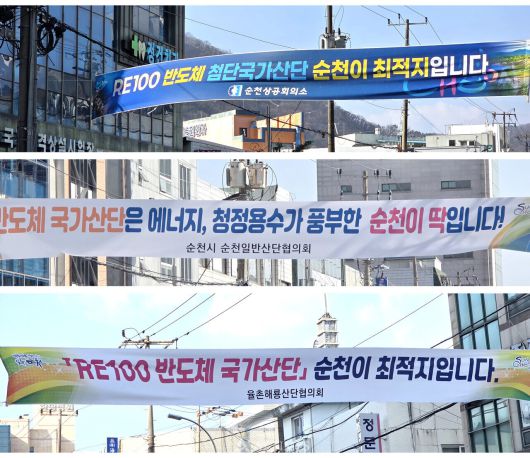 RE100 반도체 첨단국가산단 순천이 최적지입니다.
순천상공회의소
반도체 국가산단은 에너지, 청정용수가 풍부한 순천이 딱입니다!
순천시 순천일반산단협의회
「RE100 반도체 국가산단」 순천이 최적지입니다.
율촌해룡산단협의회
정문